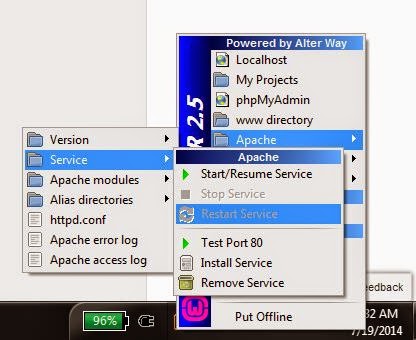 Powered by Alter Way
Localhost
My Projects
phpMyAdmin
www directory
Apache
R 2.5
Version
Service
Apache modules
Alias directories
httpd.conf
Apache error log
Apache access log
Apache
Start/Resume Service
Stop Service
Restart Service
Test Port 80
Install Service
Remove Service
Put Offline
eedback
96%
32 AM
7/19/2014